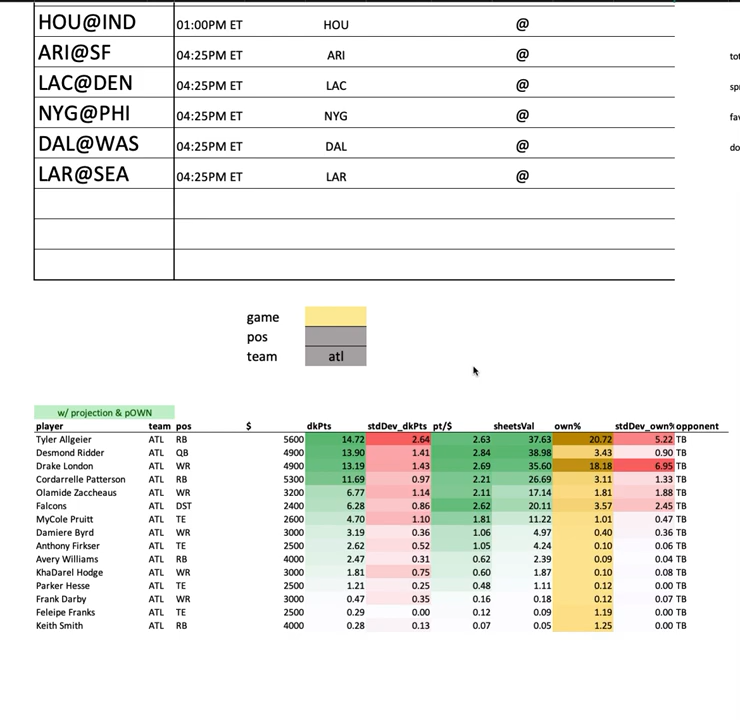 HOU@IND 01:00PM ET HOU @
ARI@SF 04:25PM ET ARI @
tot
LAC@DEN 04:25PM ET LAC @
spr
NYG@PHI 04:25PM ET NYG @
fav
DAL@WAS 04:25PM ET DAL @
do
LAR@SEA 04:25PM ET LAR @
game
pos
team atl
w/ projection & pOWN
player team pos $ dkPts stdDev_dkPts pt/$ sheetsVal own% stdDev_own% opponent
Tyler Allgeier ATL RB 5600 14.72 2.64 2.63 37.63 20.72 5.22 TB
Desmond Ridder ATL QB 4900 13.90 1.41 2.84 38.98 3.43 0.90 TB
Drake London ATL WR 4900 13.19 1.43 2.69 35.60 18.18 6.95 TB
Cordarrelle Patterson ATL RB 5300 11.69 0.97 2.21 26.69 3.11 1.33 TB
Olamide Zaccheaus ATL WR 3200 6.77 1.14 2.11 17.14 1.81 1.88 TB
Falcons ATL DST 2400 6.28 0.86 2.62 20.11 3.57 2.45 TB
MyCole Pruitt ATL TE 2600 4.70 1.10 1.81 11.22 1.01 0.47 TB
Damiere Byrd ATL WR 3000 3.19 0.36 1.06 4.97 0.40 0.36 TB
Anthony Firkser ATL TE 2500 2.62 0.52 1.05 4.24 0.10 0.06 TB
Avery Williams ATL RB 4000 2.47 0.31 0.62 2.39 0.09 0.04 TB
KhaDarel Hodge ATL WR 3000 1.81 0.75 0.60 1.87 0.10 0.08 TB
Parker Hesse ATL TE 2500 1.21 0.25 0.48 1.11 0.12 0.00 TB
Frank Darby ATL WR 3000 0.47 0.35 0.16 0.18 0.12 0.07 TB
Feleipe Franks ATL TE 2500 0.29 0.00 0.12 0.09 1.19 0.00 TB
Keith Smith ATL RB 4000 0.28 0.13 0.07 0.05 1.25 0.00 TB